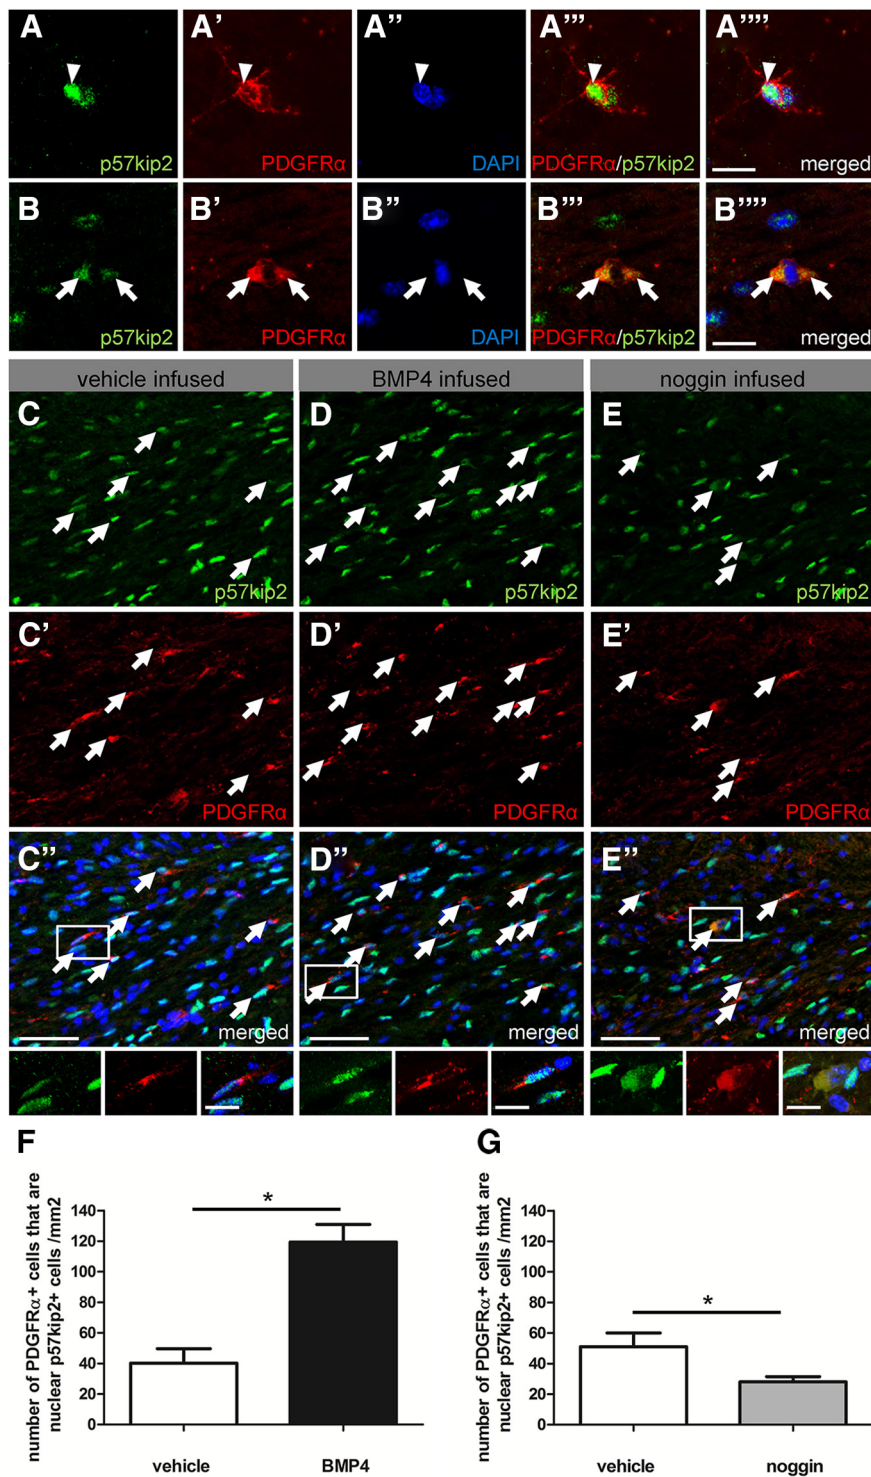 A A' A'' A''' A''''
p57kip2 PDGFRα DAPI PDGFRα/p57kip2 merged
B B' B'' B''' B''''
p57kip2 PDGFRα DAPI PDGFRα/p57kip2 merged
vehicle infused BMP4 infused noggin infused
C D E
p57kip2 p57kip2 p57kip2
C' D' E'
PDGFRα PDGFRα PDGFRα
C'' D'' E''
merged merged merged
F
number of PDGFRα+ cells that are
nuclear p57kip2+ cells /mm2
140
120
100
80
60
40
20
0
*
vehicle BMP4
G
number of PDGFRα+ cells that are
nuclear p57kip2+ cells /mm2
140
120
100
80
60
40
20
0
*
vehicle noggin